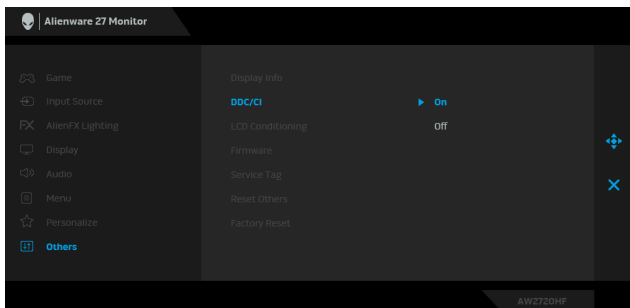 Alienware 27 Monitor
Game
Input Source
AlienFX Lighting
Display
Audio
Menu
Personalize
Others
Display Info
DDC/CI
LCD Conditioning
Firmware
Service Tag
Reset Others
Factory Reset
On
Off
AW2720HF